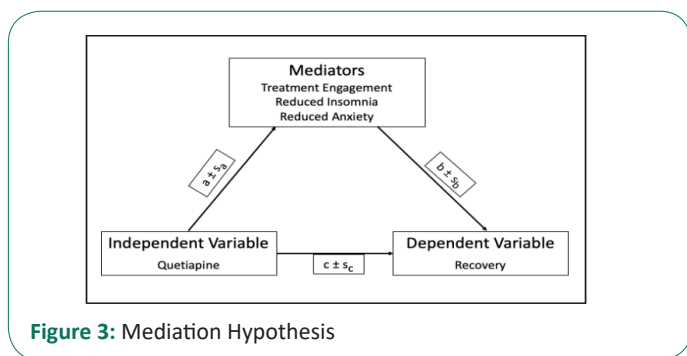 Mediators
Treatment Engagement
Reduced Insomnia
Reduced Anxiety
a ± sa
b ± sb
Independent Variable
Quetiapine
c ± sc
Dependent Variable
Recovery
Figure 3: Mediation Hypothesis